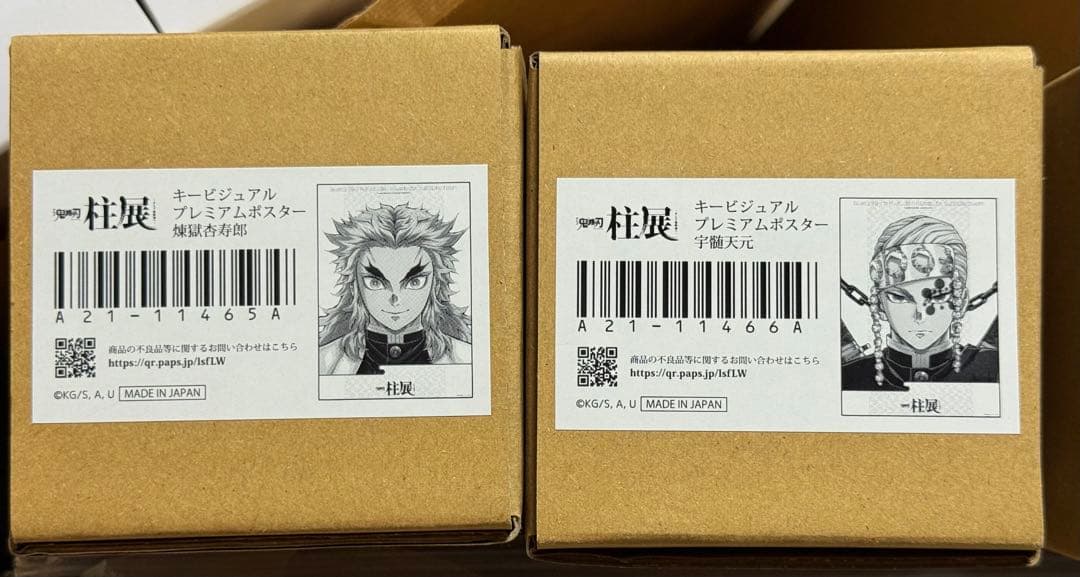 鬼滅の刃 柱展
キービジュアル
プレミアムポスター
煉獄杏寿郎
A21-11465A
商品の不良品等に関するお問い合わせはこちら
https://qr.paps.jp/lsfLW
©KG/S, A, U MADE IN JAPAN
柱展
鬼滅の刃 柱展
キービジュアル
プレミアムポスター
宇髄天元
A21-11466A
商品の不良品等に関するお問い合わせはこちら
https://qr.paps.jp/lsfLW
©KG/S, A, U MADE IN JAPAN
柱展